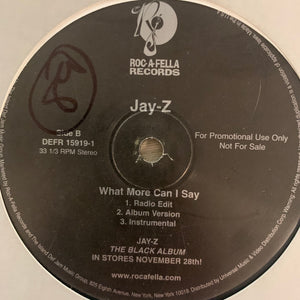 ROC-A-FELLA
RECORDS
Jay-Z
Side B
DEFR 15919-1
33 1/3 RPM Stereo
For Promotional Use Only
Not For Sale
What More Can I Say
1. Radio Edit
2. Album Version
3. Instrumental
JAY-Z
THE BLACK ALBUM
IN STORES NOVEMBER 28th!
www.rocafella.com